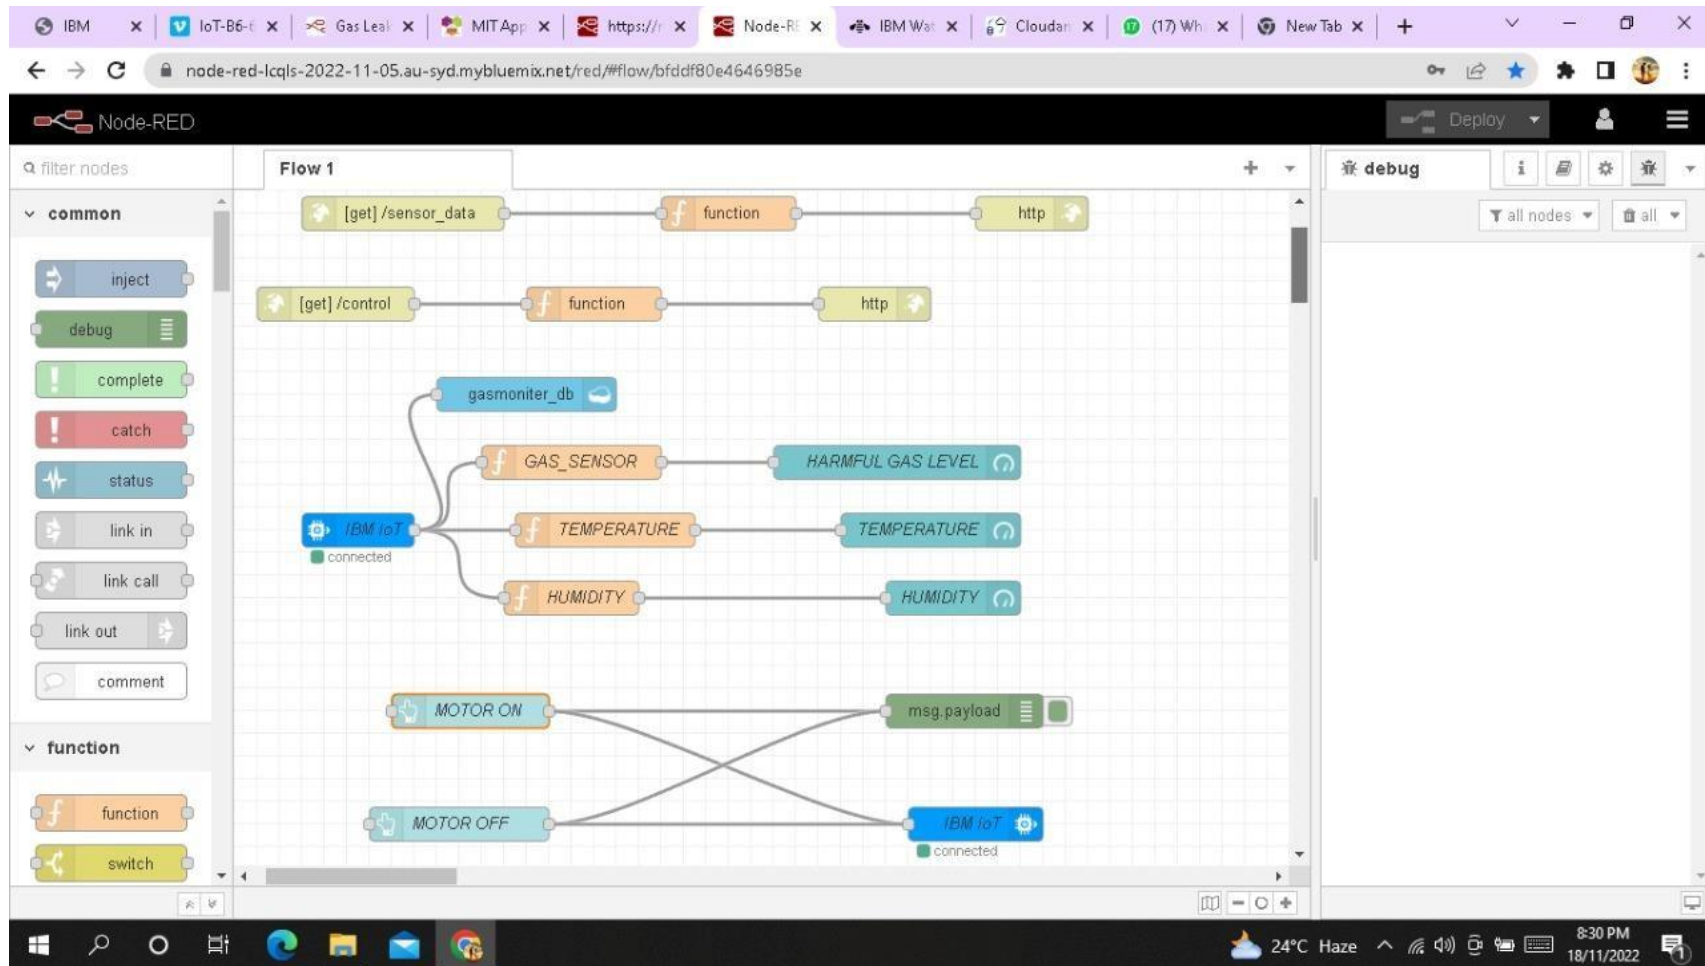 IBM
IoT-B6-6
Gas Leal
MIT App
https://r
Node-RE
IBM Wat
Cloudan
(17) Wh
New Tab
node-red-lcqls-2022-11-05.au-syd.mybluemix.net/red/#flow/bfddf80e4646985e
Node-RED
Deploy
filter nodes
Flow 1
debug
i
common
all nodes
all
[get] /sensor_data
function
http
inject
[get] /control
function
http
debug
complete
gasmoniter_db
catch
GAS_SENSOR
HARMFUL GAS LEVEL
status
link in
IBM IoT
TEMPERATURE
TEMPERATURE
connected
link call
HUMIDITY
HUMIDITY
link out
comment
MOTOR ON
msg.payload
function
function
MOTOR OFF
IBM IoT
connected
switch
24°C Haze
8:30 PM
18/11/2022